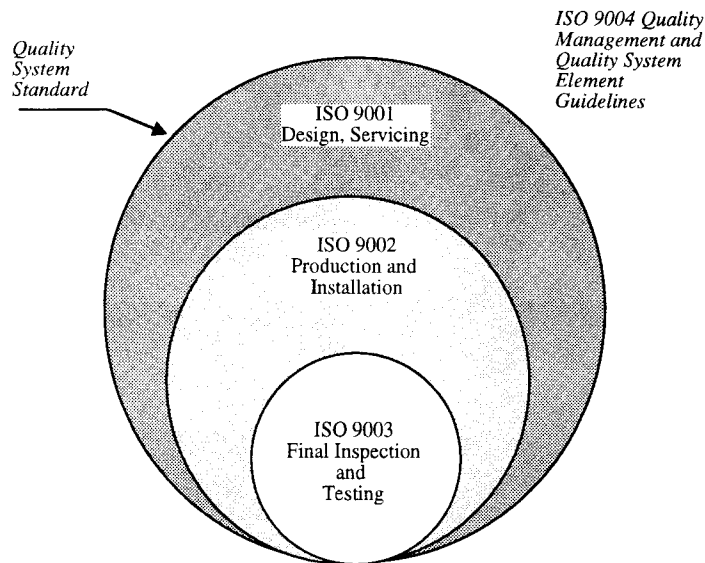 Quality
System
Standard
ISO 9004 Quality
Management and
Quality System
Element
Guidelines
ISO 9001
Design, Servicing
ISO 9002
Production and
Installation
ISO 9003
Final Inspection
and
Testing